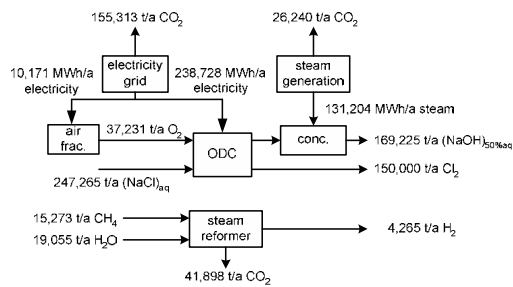 155,313 t/a CO2
26,240 t/a CO2
10,171 MWh/a
electricity
electricity
grid
238,728 MWh/a
electricity
steam
generation
131,204 MWh/a steam
air
frac.
37,231 t/a O2
ODC
conc.
169,225 t/a (NaOH)50%aq
150,000 t/a Cl2
247,265 t/a (NaCl)aq
15,273 t/a CH4
19,055 t/a H2O
steam
reformer
4,265 t/a H2
41,898 t/a CO2